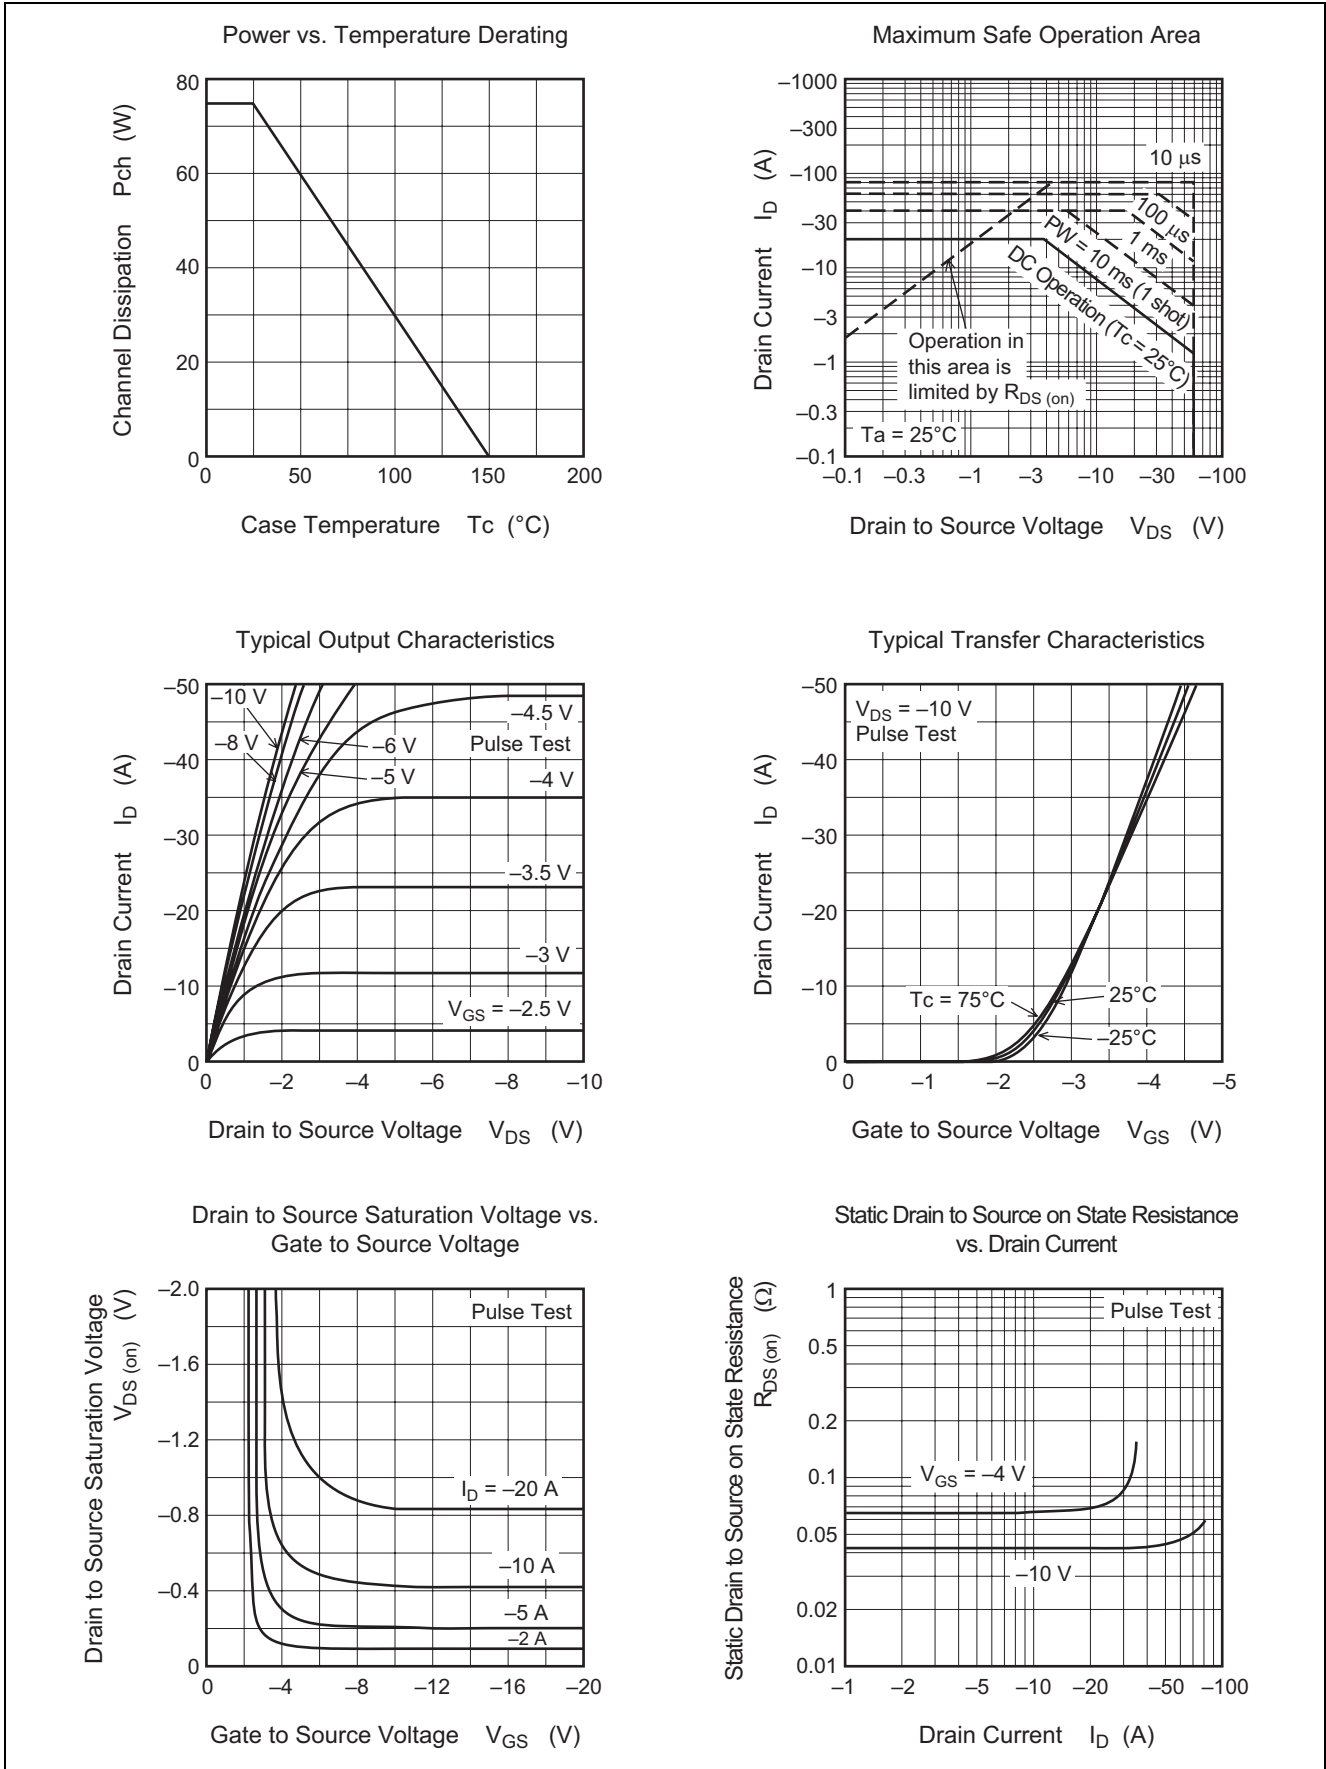 Power vs. Temperature Derating
Channel Dissipation Pch (W)
80
60
40
20
0
0 50 100 150 200
Case Temperature Tc (°C)
Maximum Safe Operation Area
Drain Current I_D (A)
–1000
–300
–100
–30
–10
–3
–1
–0.3
–0.1
10 μs
100 μs
1 ms
PW = 10 ms (1 shot)
DC Operation (Tc = 25°C)
Operation in
this area is
limited by R_DS (on)
Ta = 25°C
–0.1 –0.3 –1 –3 –10 –30 –100
Drain to Source Voltage V_DS (V)
Typical Output Characteristics
Drain Current I_D (A)
–50
–40
–30
–20
–10
0
–10 V
–8 V
–6 V
–5 V
–4.5 V
Pulse Test
–4 V
–3.5 V
–3 V
V_GS = –2.5 V
0 –2 –4 –6 –8 –10
Drain to Source Voltage V_DS (V)
Typical Transfer Characteristics
Drain Current I_D (A)
–50
–40
–30
–20
–10
0
V_DS = –10 V
Pulse Test
Tc = 75°C
25°C
–25°C
0 –1 –2 –3 –4 –5
Gate to Source Voltage V_GS (V)
Drain to Source Saturation Voltage vs.
Gate to Source Voltage
Drain to Source Saturation Voltage
V_DS (on) (V)
–2.0
–1.6
–1.2
–0.8
–0.4
0
Pulse Test
I_D = –20 A
–10 A
–5 A
–2 A
0 –4 –8 –12 –16 –20
Gate to Source Voltage V_GS (V)
Static Drain to Source on State Resistance
vs. Drain Current
Static Drain to Source on State Resistance
R_DS (on) (Ω)
1
0.5
0.2
0.1
0.05
0.02
0.01
Pulse Test
V_GS = –4 V
–10 V
–1 –2 –5 –10 –20 –50 –100
Drain Current I_D (A)